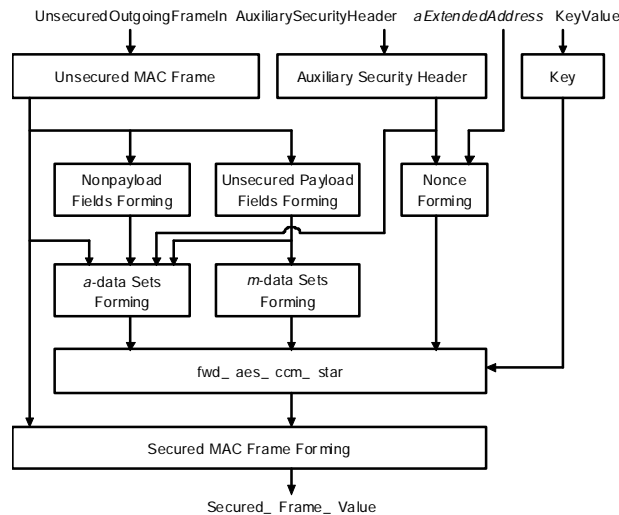 UnsecuredOutgoingFrameIn AuxiliarySecurityHeader aExtendedAddress KeyValue
Unsecured MAC Frame
Auxiliary Security Header
Key
Nonpayload
Fields Forming
Unsecured Payload
Fields Forming
Nonce
Forming
a-data Sets
Forming
m-data Sets
Forming
fwd_ aes_ ccm_ star
Secured MAC Frame Forming
Secured_ Frame_ Value